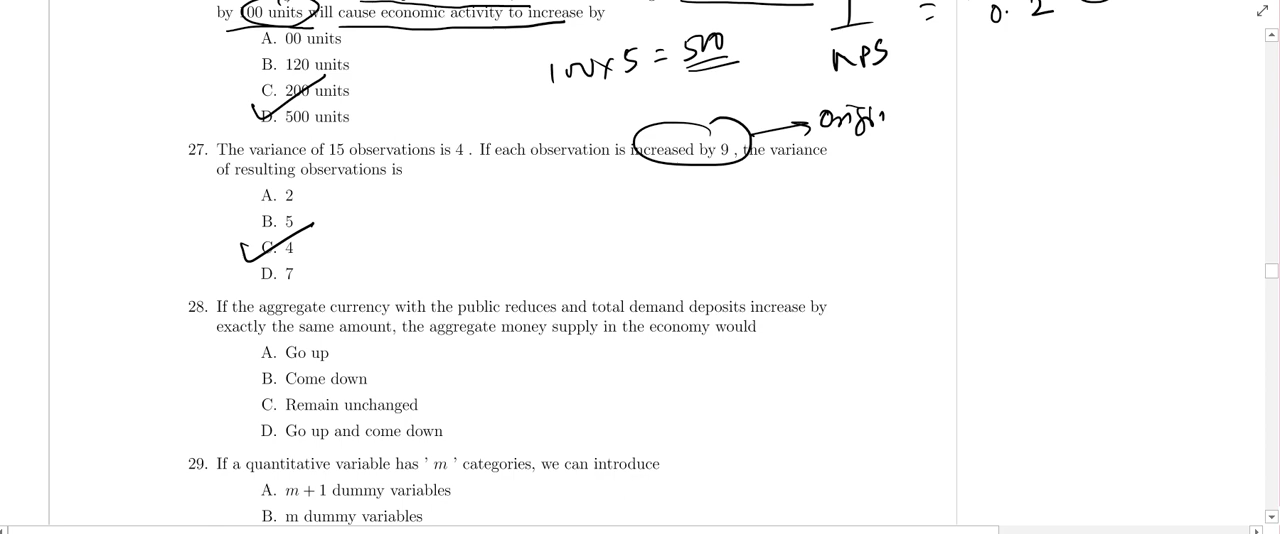 by 100 units will cause economic activity to increase by
0.2
=
A. 00 units
B. 120 units
C. 200 units
D. 500 units
100 x 5 = 500
MPS
27. The variance of 15 observations is 4 . If each observation is increased by 9 , the variance
of resulting observations is
A. 2
B. 5
C. 4
D. 7
28. If the aggregate currency with the public reduces and total demand deposits increase by
exactly the same amount, the aggregate money supply in the economy would
A. Go up
B. Come down
C. Remain unchanged
D. Go up and come down
29. If a quantitative variable has ' m ' categories, we can introduce
A. m + 1 dummy variables
B. m dummy variables